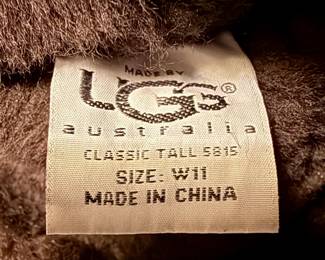 MADE BY
UGG®
australia
CLASSIC TALL 5815
SIZE: W11
MADE IN CHINA